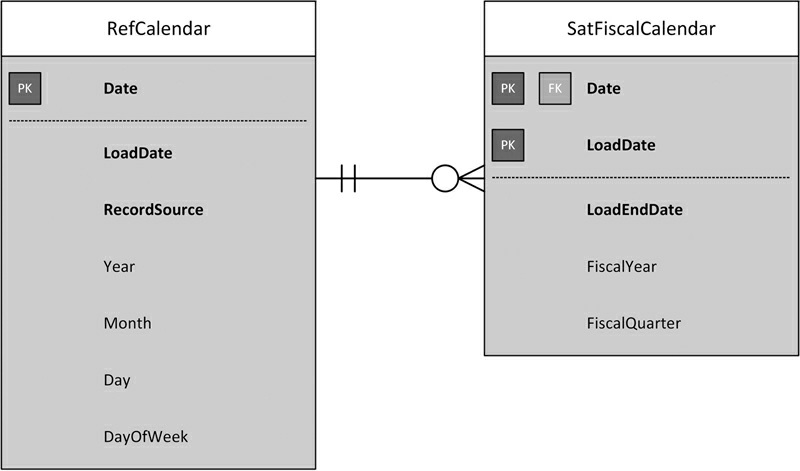 RefCalendar
PK Date
LoadDate
RecordSource
Year
Month
Day
DayOfWeek
SatFiscalCalendar
PK FK Date
PK LoadDate
LoadEndDate
FiscalYear
FiscalQuarter